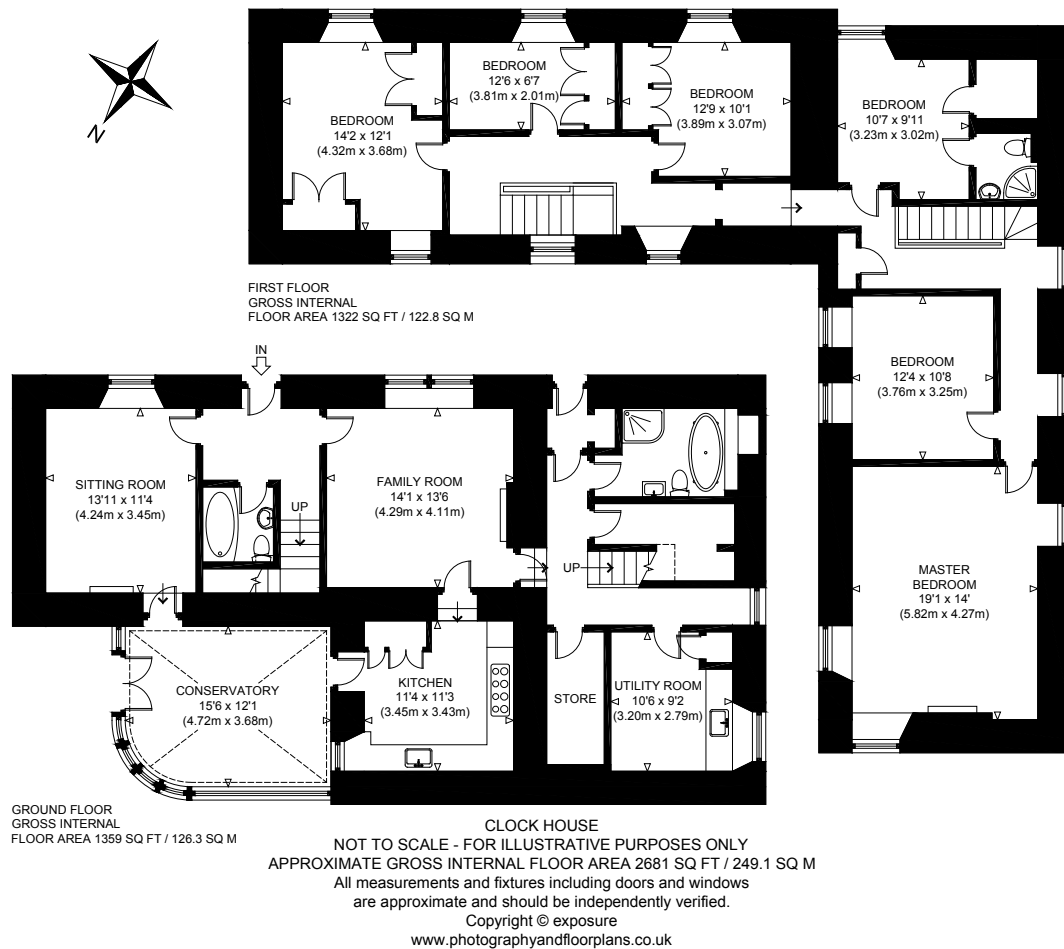 N
BEDROOM
14'2 x 12'1
(4.32m x 3.68m)
BEDROOM
12'6 x 6'7
(3.81m x 2.01m)
BEDROOM
12'9 x 10'1
(3.89m x 3.07m)
BEDROOM
10'7 x 9'11
(3.23m x 3.02m)
BEDROOM
12'4 x 10'8
(3.76m x 3.25m)
MASTER
BEDROOM
19'1 x 14'
(5.82m x 4.27m)
FIRST FLOOR
GROSS INTERNAL
FLOOR AREA 1322 SQ FT / 122.8 SQ M
IN
SITTING ROOM
13'11 x 11'4
(4.24m x 3.45m)
UP
FAMILY ROOM
14'1 x 13'6
(4.29m x 4.11m)
UP
CONSERVATORY
15'6 x 12'1
(4.72m x 3.68m)
KITCHEN
11'4 x 11'3
(3.45m x 3.43m)
STORE
UTILITY ROOM
10'6 x 9'2
(3.20m x 2.79m)
GROUND FLOOR
GROSS INTERNAL
FLOOR AREA 1359 SQ FT / 126.3 SQ M
CLOCK HOUSE
NOT TO SCALE - FOR ILLUSTRATIVE PURPOSES ONLY
APPROXIMATE GROSS INTERNAL FLOOR AREA 2681 SQ FT / 249.1 SQ M
All measurements and fixtures including doors and windows
are approximate and should be independently verified.
Copyright © exposure
www.photographyandfloorplans.co.uk